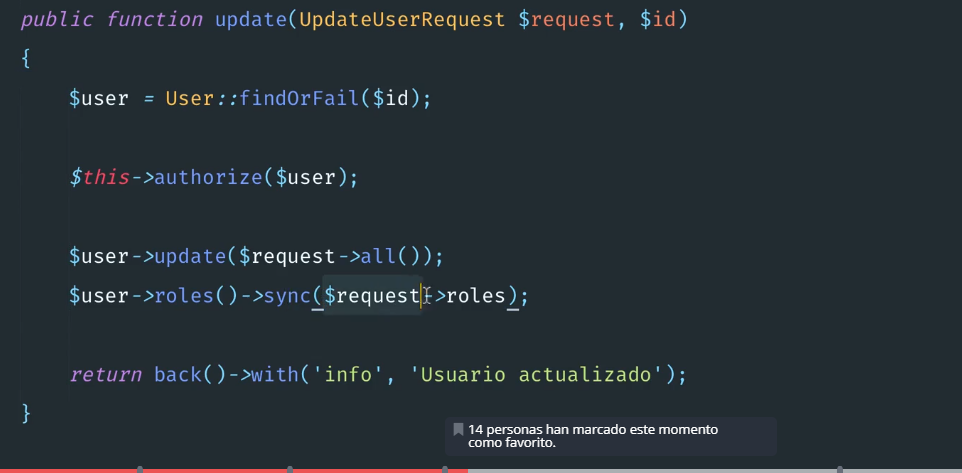 public function update(UpdateUserRequest $request, $id)
{
$user = User::findOrFail($id);
$this->authorize($user);
$user->update($request->all());
$user->roles()->sync($request->roles);
return back()->with('info', 'Usuario actualizado');
}
14 personas han marcado este momento
como favorito.